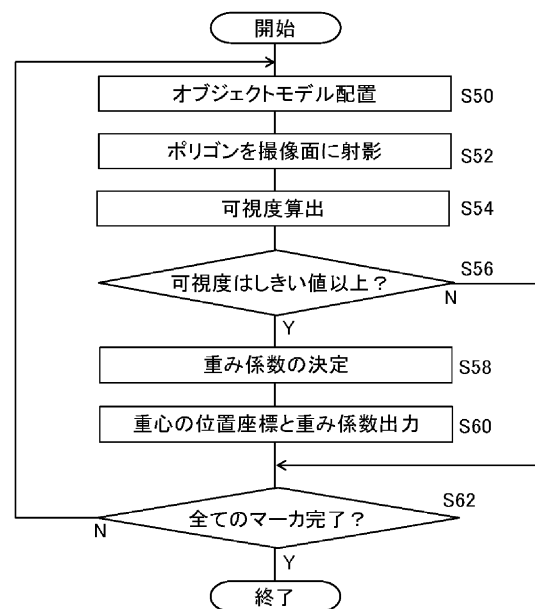 開始
オブジェクトモデル配置 S50
ポリゴンを撮像面に射影 S52
可視度算出 S54
可視度はしきい値以上? S56
N
Y
重み係数の決定 S58
重心の位置座標と重み係数出力 S60
全てのマーカ完了? S62
N
Y
終了